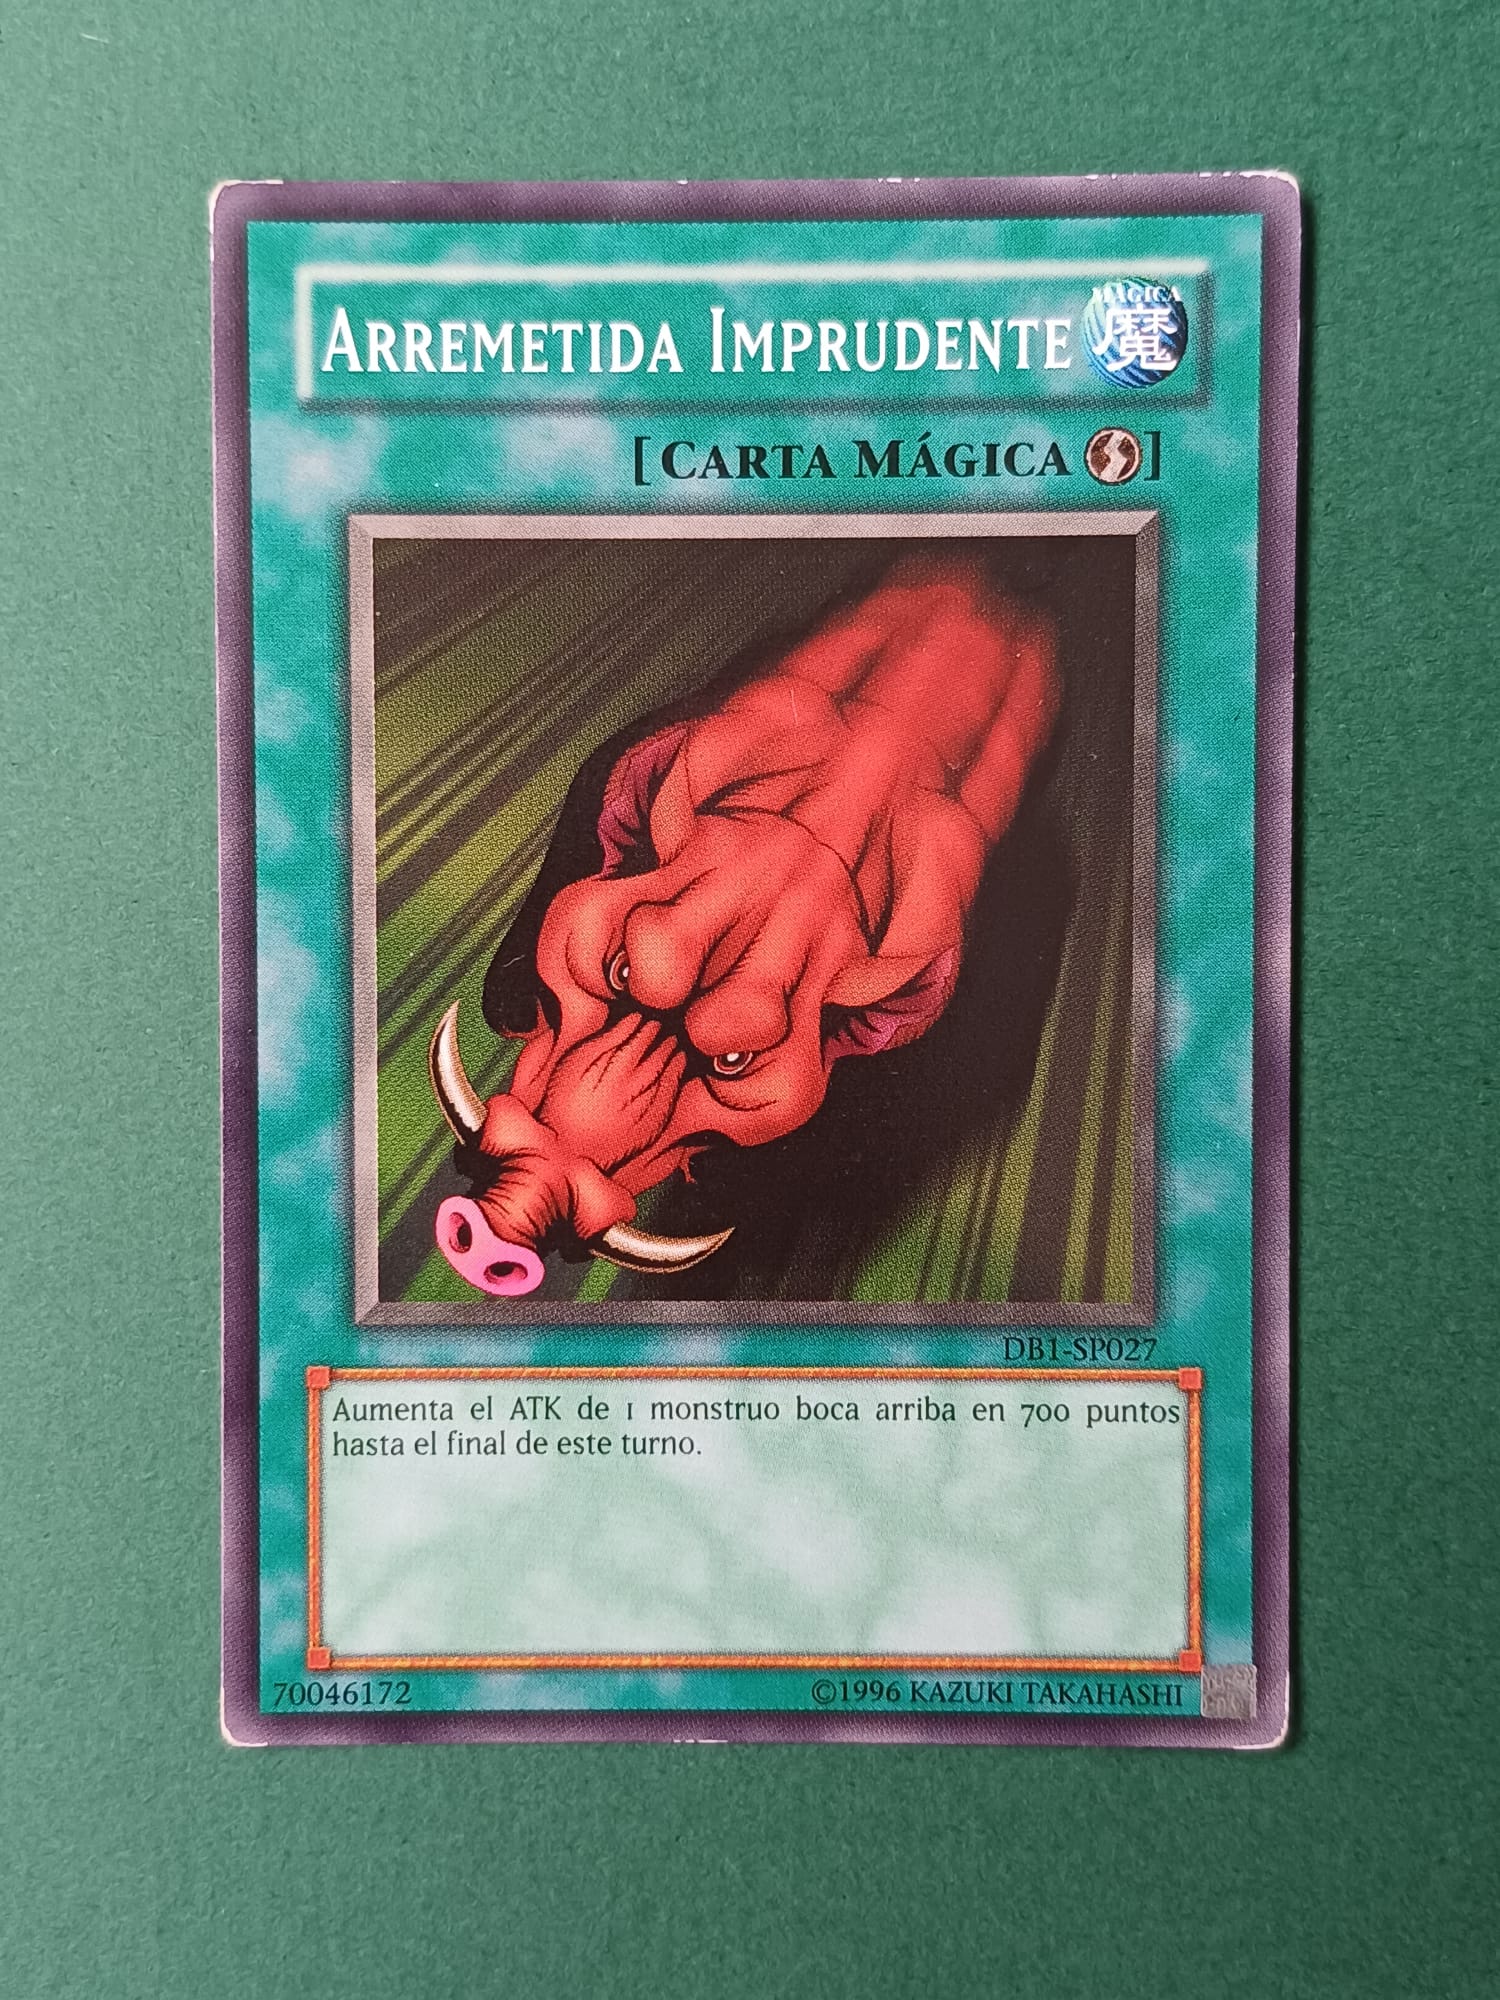 ARREMETIDA IMPRUDENTE
MÁGICA
魔
[CARTA MÁGICA]
DB1-SP027
Aumenta el ATK de 1 monstruo boca arriba en 700 puntos
hasta el final de este turno.
70046172
©1996 KAZUKI TAKAHASHI